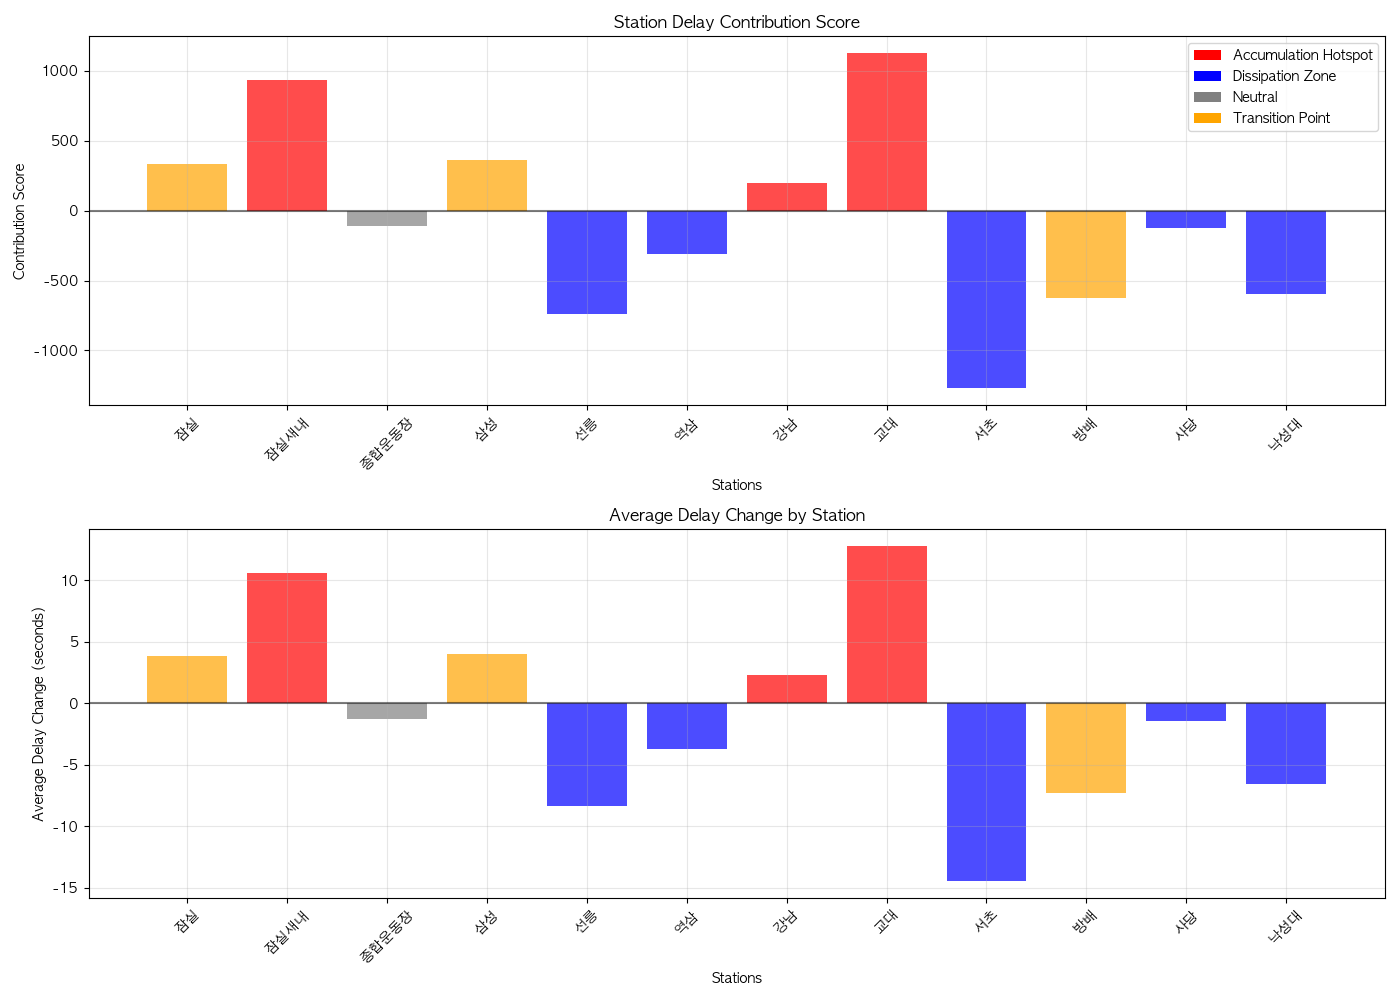 Station Delay Contribution Score
Contribution Score
1000
500
0
-500
-1000
Accumulation Hotspot
Dissipation Zone
Neutral
Transition Point
잠실
잠실새내
종합운동장
삼성
선릉
역삼
강남
교대
서초
방배
사당
낙성대
Stations
Average Delay Change by Station
Average Delay Change (seconds)
10
5
0
-5
-10
-15
잠실
잠실새내
종합운동장
삼성
선릉
역삼
강남
교대
서초
방배
사당
낙성대
Stations